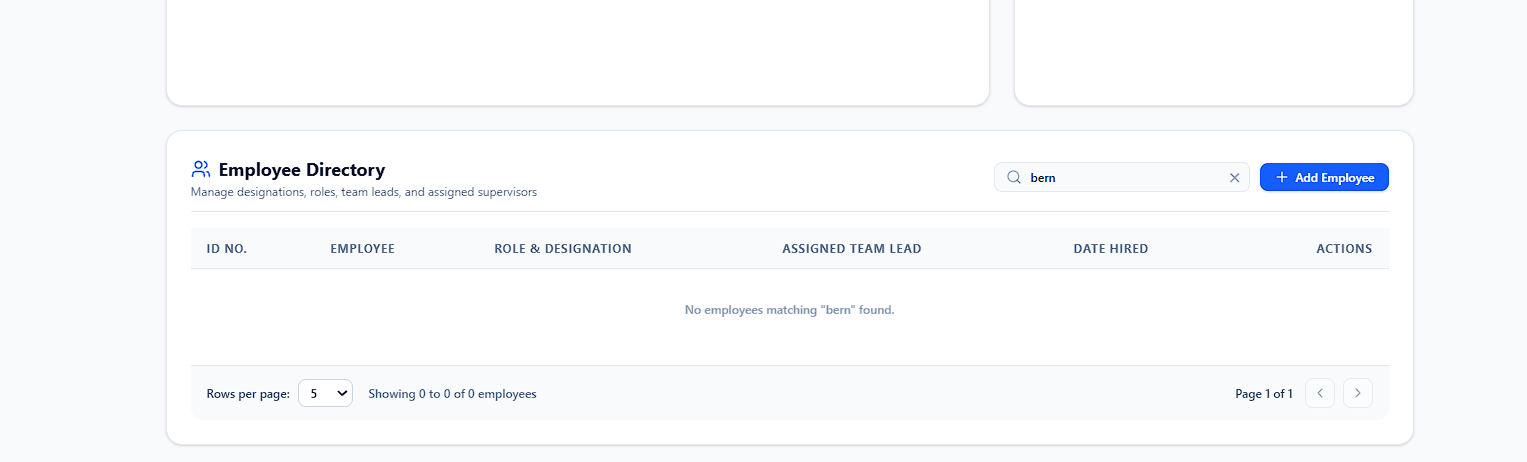 Employee Directory
Manage designations, roles, team leads, and assigned supervisors
bern
Add Employee
ID NO. EMPLOYEE ROLE & DESIGNATION ASSIGNED TEAM LEAD DATE HIRED ACTIONS
No employees matching "bern" found.
Rows per page: 5 Showing 0 to 0 of 0 employees Page 1 of 1